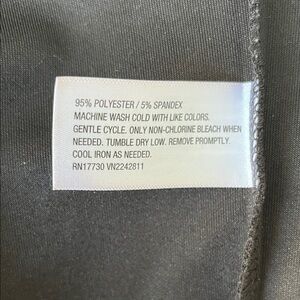 95% POLYESTER / 5% SPANDEX
MACHINE WASH COLD WITH LIKE COLORS.
GENTLE CYCLE. ONLY NON-CHLORINE BLEACH WHEN
NEEDED. TUMBLE DRY LOW. REMOVE PROMPTLY.
COOL IRON AS NEEDED.
RN17730 VN2242811